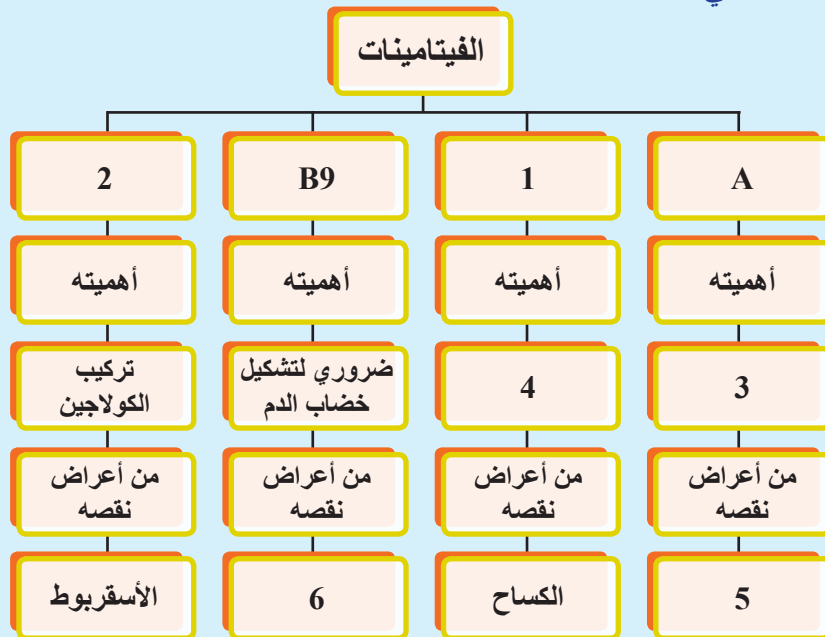 الفيتامينات
A
1
B9
2
أهميته
أهميته
أهميته
أهميته
3
4
ضروري لتشكيل
خضاب الدم
تركيب
الكولاجين
من أعراض
نقصه
من أعراض
نقصه
من أعراض
نقصه
من أعراض
نقصه
5
الكساح
6
الأسقربوط